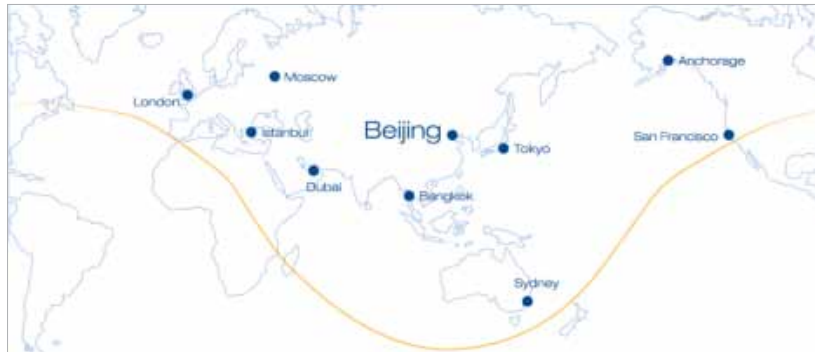 Anchorage
Moscow
London
Istanbul
Beijing
San Francisco
Tokyo
Dubai
Bangkok
Sydney